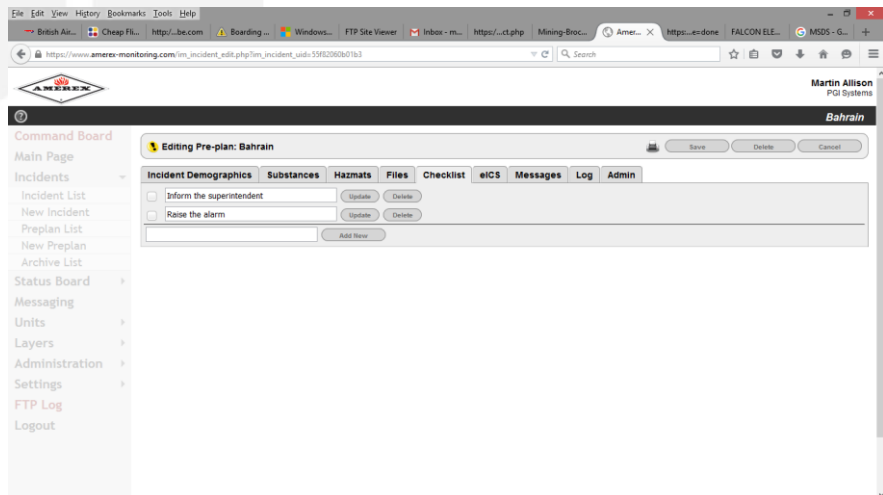 File Edit View History Bookmarks Tools Help
British Air... Cheap Fli... http:/...be.com Boarding ... Windows... FTP Site Viewer Inbox - m... https:/...ct.php Mining-Broc... Amer... https:...e=done FALCON ELE... MSDS - G...
https://www.amerex-monitoring.com/im_incident_edit.php?im_incident_uid=55f82060b01b3 Search
AMEREX
Martin Allison
PGI Systems
Bahrain
Command Board
Main Page
Incidents
Incident List
New Incident
Preplan List
New Preplan
Archive List
Status Board
Messaging
Units
Layers
Administration
Settings
FTP Log
Logout
Editing Pre-plan: Bahrain Save Delete Cancel
Incident Demographics Substances Hazmats Files Checklist eICS Messages Log Admin
Inform the superintendent Update Delete
Raise the alarm Update Delete
Add New